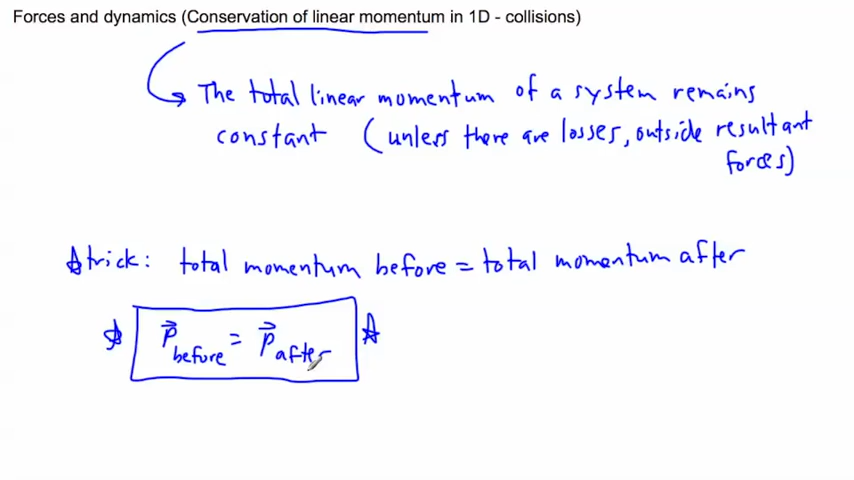 Forces and dynamics (Conservation of linear momentum in 1D - collisions)
The total linear momentum of a system remains
constant (unless there are losses, outside resultant
forces)
trick: total momentum before = total momentum after
p⃗ before = p⃗ after